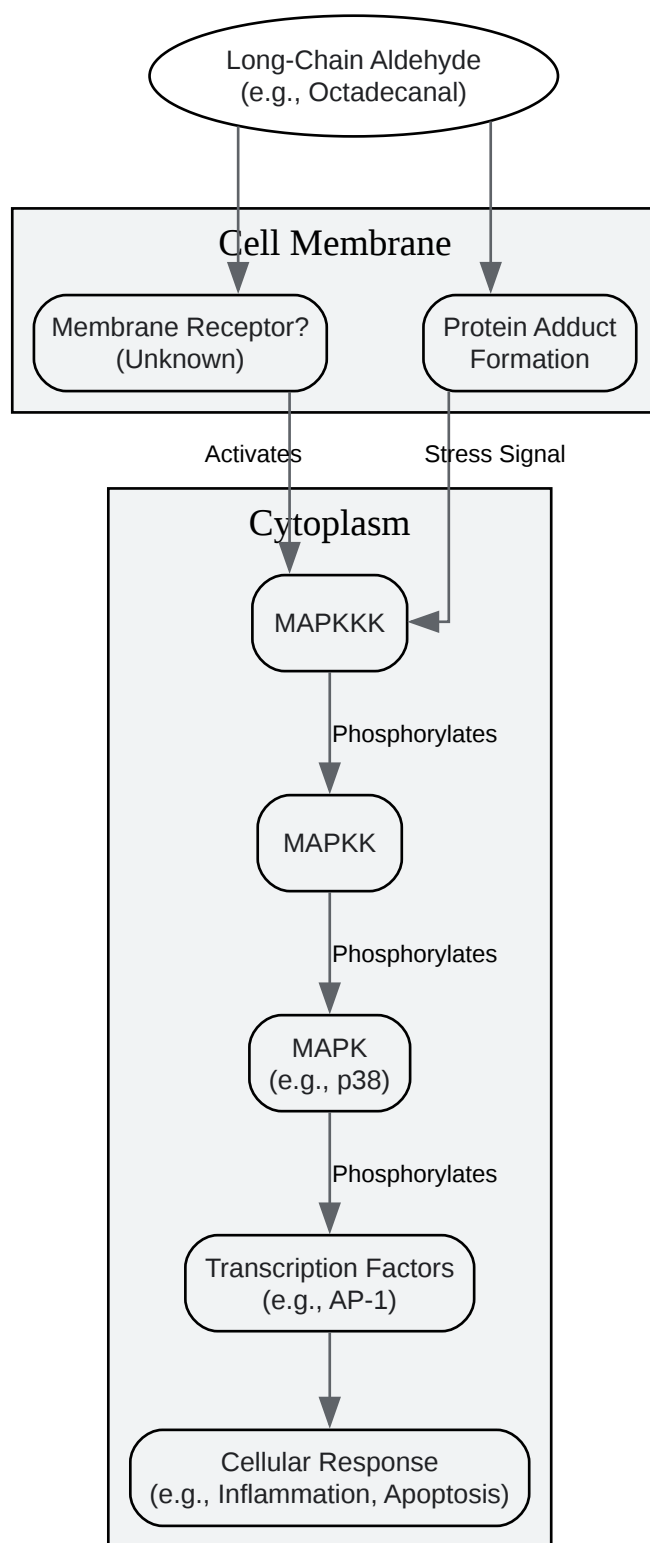 Long-Chain Aldehyde
(e.g., Octadecanal)
Cell Membrane
Membrane Receptor?
(Unknown)
Protein Adduct
Formation
Activates
Stress Signal
Cytoplasm
MAPKKK
Phosphorylates
MAPKK
Phosphorylates
MAPK
(e.g., p38)
Phosphorylates
Transcription Factors
(e.g., AP-1)
Cellular Response
(e.g., Inflammation, Apoptosis)